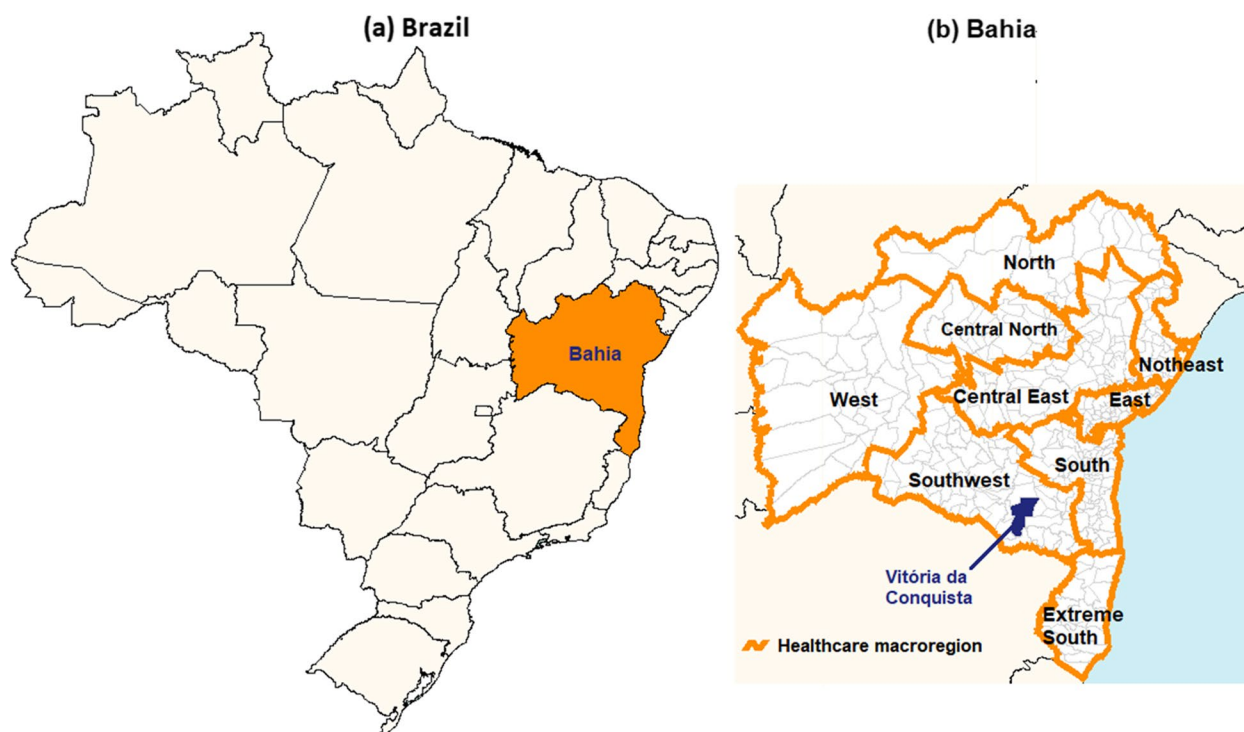 (a) Brazil
Bahia
(b) Bahia
North
Central North
Notheast
West
Central East
East
South
Southwest
Vitória da
Conquista
Extreme
South
Healthcare macroregion